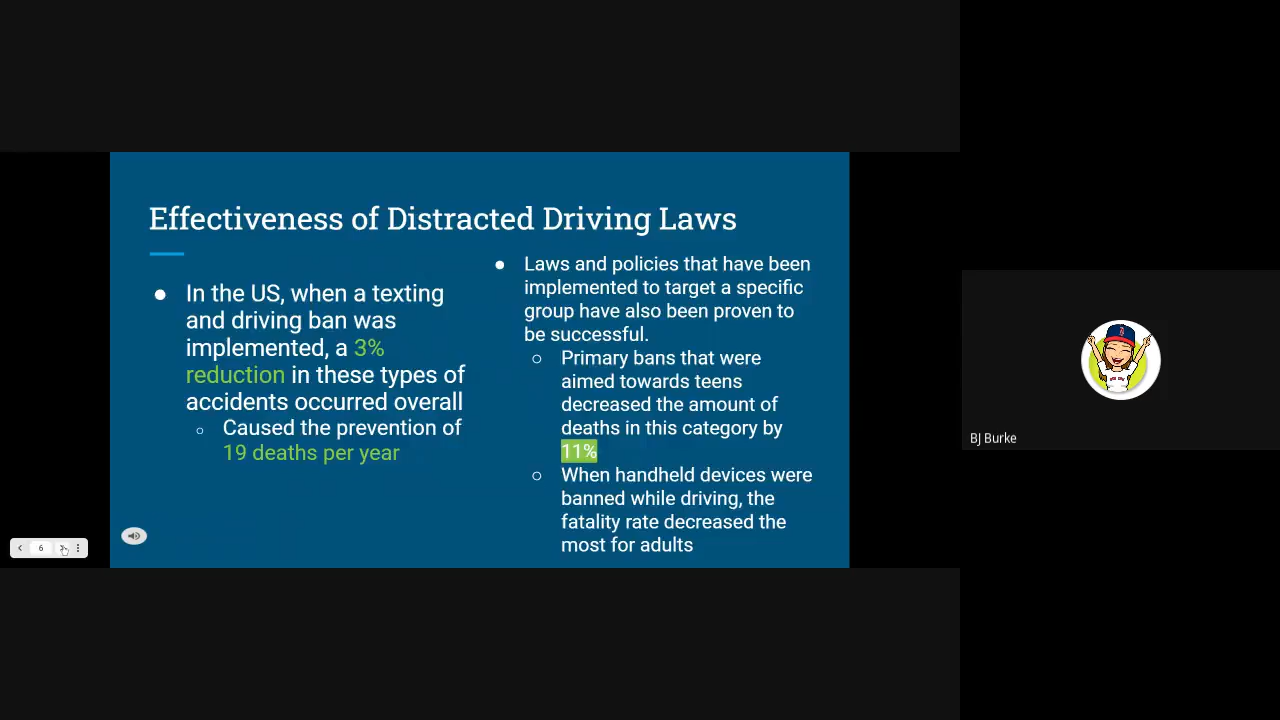 Effectiveness of Distracted Driving Laws
In the US, when a texting
and driving ban was
implemented, a 3%
reduction in these types of
accidents occurred overall
Caused the prevention of
19 deaths per year
Laws and policies that have been
implemented to target a specific
group have also been proven to
be successful.
Primary bans that were
aimed towards teens
decreased the amount of
deaths in this category by
11%
When handheld devices were
banned while driving, the
fatality rate decreased the
most for adults
6
BJ Burke